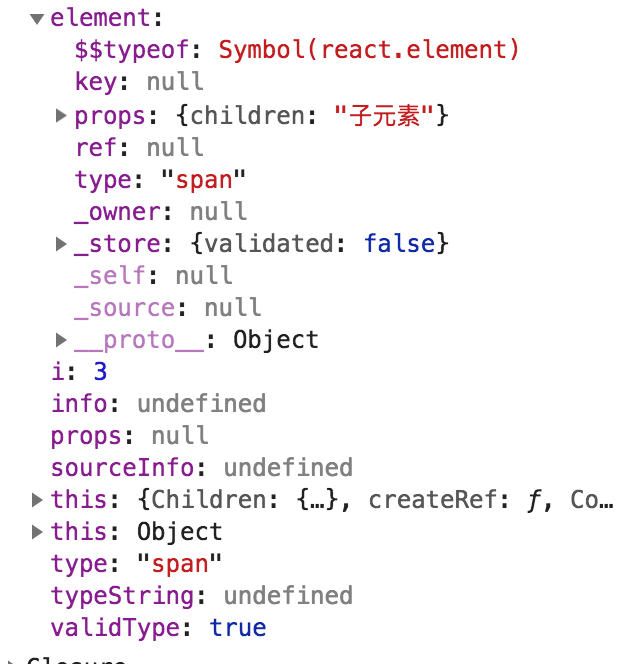 element:
$$typeof: Symbol(react.element)
key: null
props: {children: "子元素"}
ref: null
type: "span"
_owner: null
_store: {validated: false}
_self: null
_source: null
__proto__: Object
i: 3
info: undefined
props: null
sourceInfo: undefined
this: {Children: {…}, createRef: ƒ, Co…
this: Object
type: "span"
typeString: undefined
validType: true
Closure